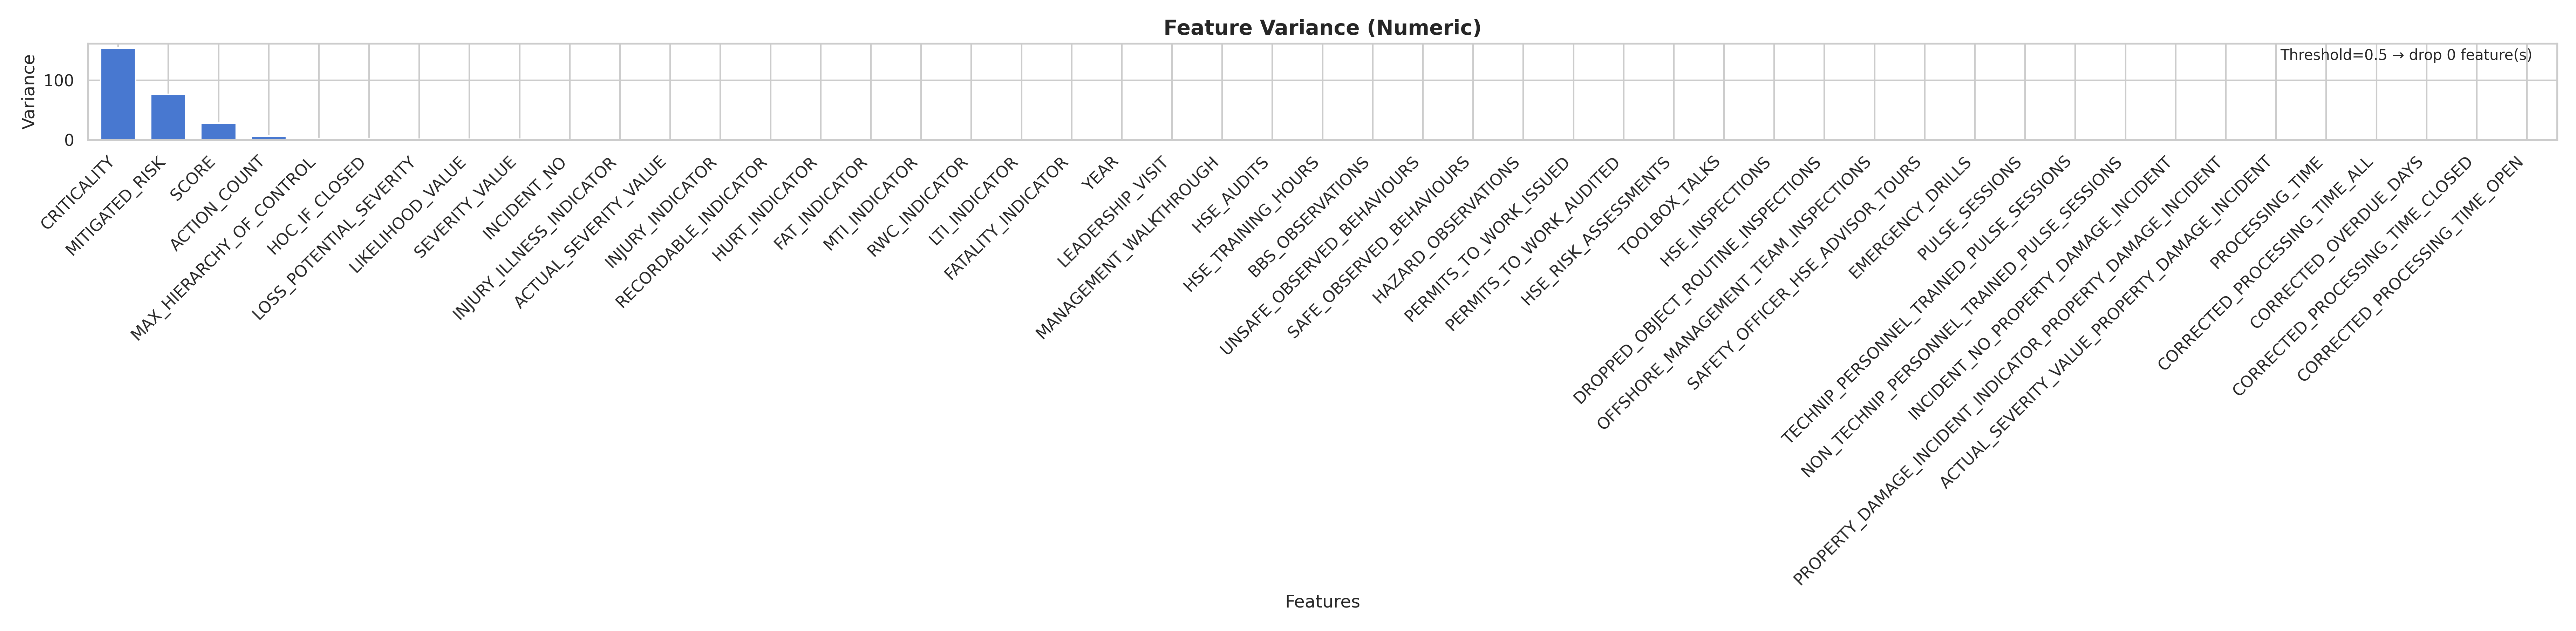 Feature Variance (Numeric)
Threshold=0.5 → drop 0 feature(s)
Variance
100
0
CRITICALITY
MITIGATED_RISK
SCORE
ACTION_COUNT
MAX_HIERARCHY_OF_CONTROL
HOC_IF_CLOSED
LOSS_POTENTIAL_SEVERITY
LIKELIHOOD_VALUE
SEVERITY_VALUE
INCIDENT_NO
INJURY_ILLNESS_INDICATOR
ACTUAL_SEVERITY_VALUE
INJURY_INDICATOR
RECORDABLE_INDICATOR
HURT_INDICATOR
FAT_INDICATOR
MTI_INDICATOR
RWC_INDICATOR
LTI_INDICATOR
FATALITY_INDICATOR
YEAR
LEADERSHIP_VISIT
MANAGEMENT_WALKTHROUGH
HSE_AUDITS
HSE_TRAINING_HOURS
BBS_OBSERVATIONS
UNSAFE_OBSERVED_BEHAVIOURS
SAFE_OBSERVED_BEHAVIOURS
HAZARD_OBSERVATIONS
PERMITS_TO_WORK_ISSUED
PERMITS_TO_WORK_AUDITED
HSE_RISK_ASSESSMENTS
TOOLBOX_TALKS
HSE_INSPECTIONS
DROPPED_OBJECT_ROUTINE_INSPECTIONS
OFFSHORE_MANAGEMENT_TEAM_INSPECTIONS
SAFETY_OFFICER_HSE_ADVISOR_TOURS
EMERGENCY_DRILLS
PULSE_SESSIONS
TECHNIP_PERSONNEL_TRAINED_PULSE_SESSIONS
NON_TECHNIP_PERSONNEL_TRAINED_PULSE_SESSIONS
INCIDENT_NO_PROPERTY_DAMAGE_INCIDENT
PROPERTY_DAMAGE_INCIDENT_INDICATOR_PROPERTY_DAMAGE_INCIDENT
ACTUAL_SEVERITY_VALUE_PROPERTY_DAMAGE_INCIDENT
PROCESSING_TIME
CORRECTED_PROCESSING_TIME_ALL
CORRECTED_OVERDUE_DAYS
CORRECTED_PROCESSING_TIME_CLOSED
CORRECTED_PROCESSING_TIME_OPEN
Features